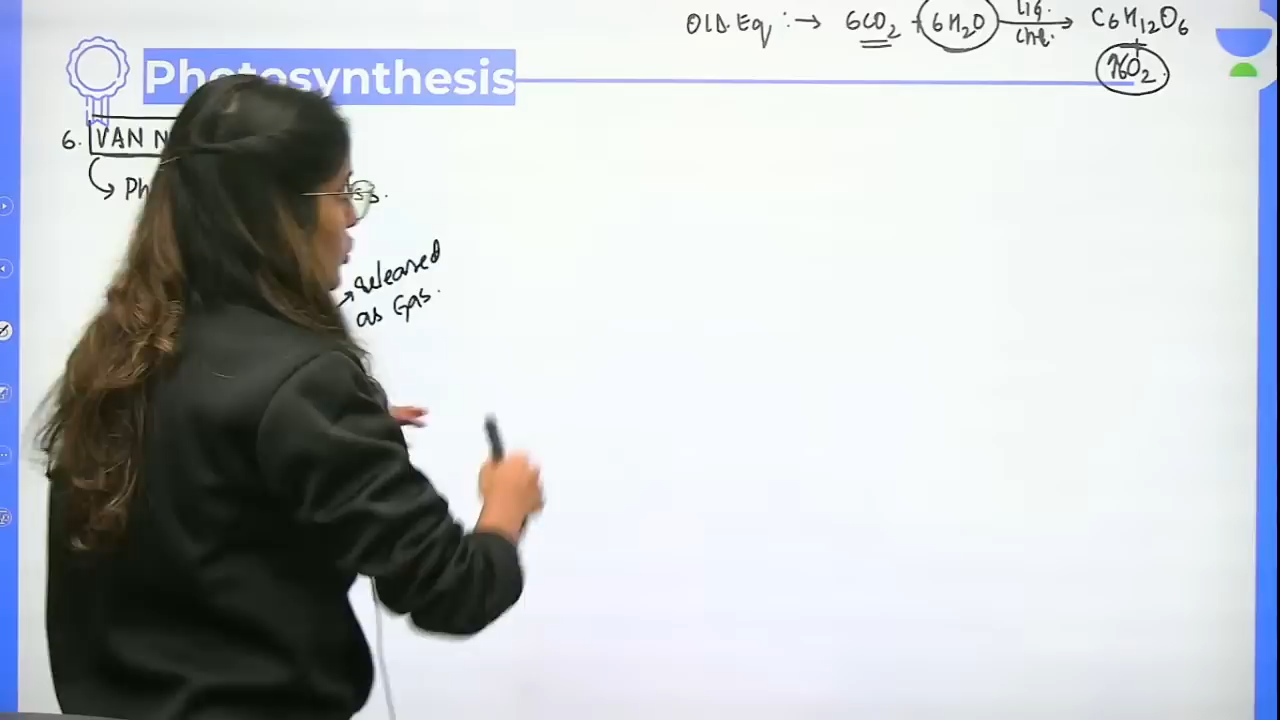 OLD.Eq :→ 6CO2 + 6H2O → C6H12O6
Lig.
Chl.
+
6O2
Photosynthesis
6. VAN N
→ Ph
released
as Gas.